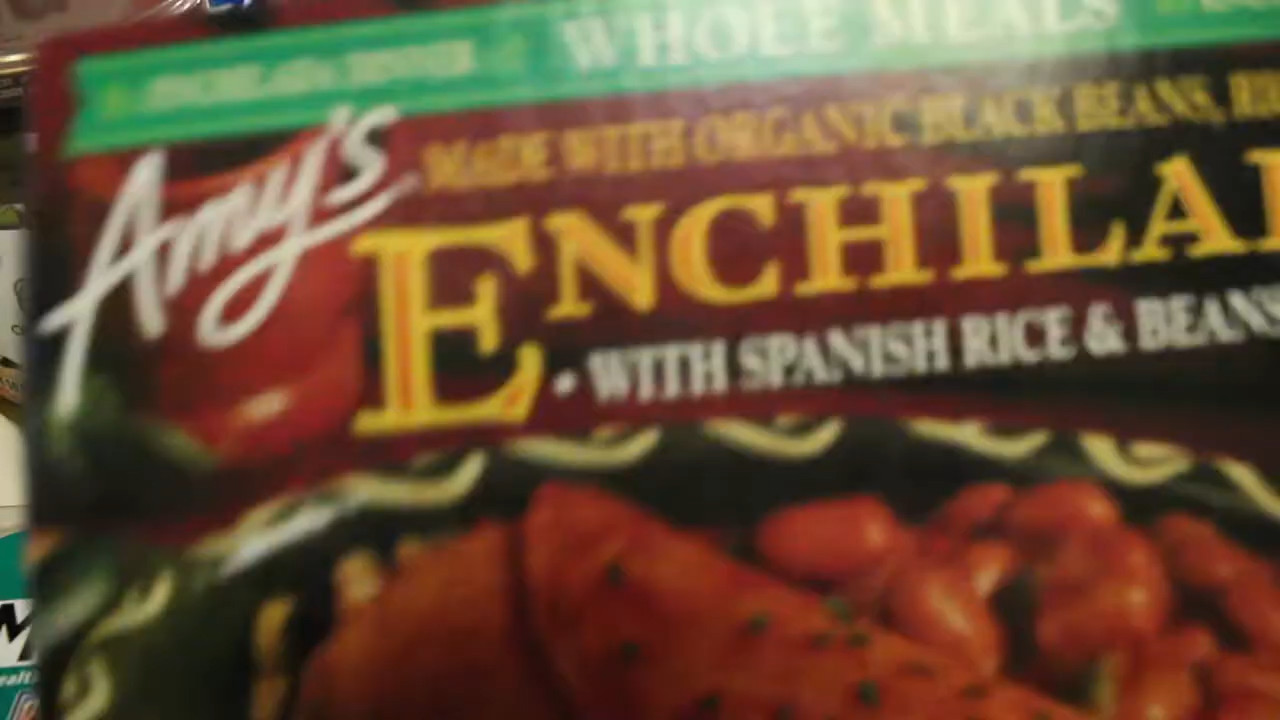 WHOLE MEALS
Amy's
MADE WITH ORGANIC BLACK BEANS,
ENCHILA
• WITH SPANISH RICE & BEANS